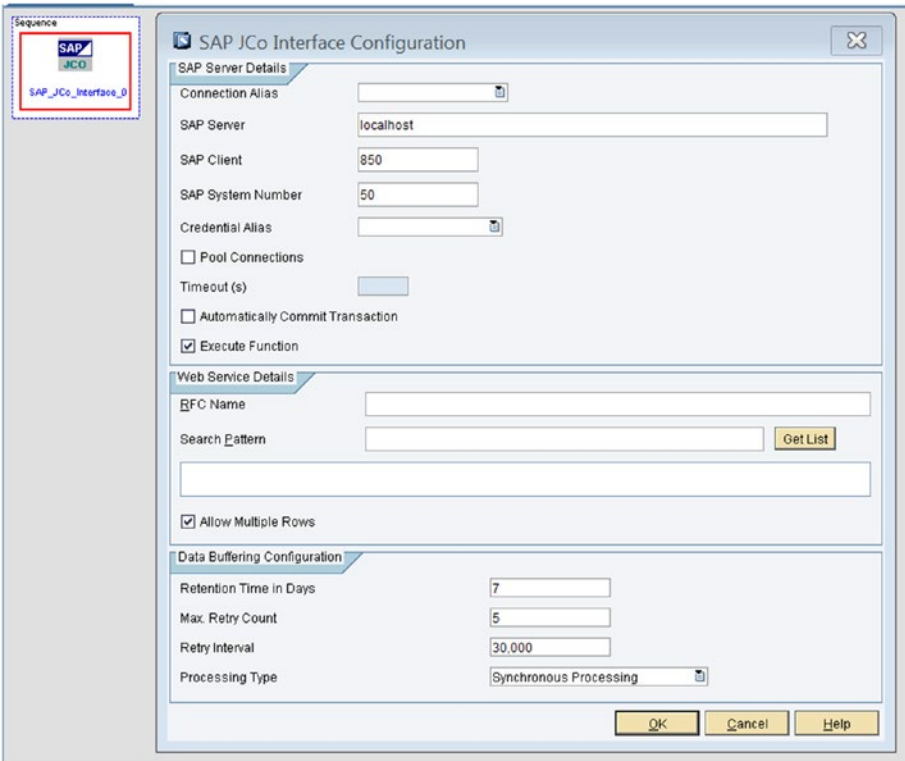 Sequence
SAP
JCO
SAP_JCo_Interface_0
SAP JCo Interface Configuration
SAP Server Details
Connection Alias
SAP Server localhost
SAP Client 850
SAP System Number 50
Credential Alias
Pool Connections
Timeout (s)
Automatically Commit Transaction
Execute Function
Web Service Details
RFC Name
Search Pattern Get List
Allow Multiple Rows
Data Buffering Configuration
Retention Time in Days 7
Max. Retry Count 5
Retry Interval 30,000
Processing Type Synchronous Processing
OK Cancel Help